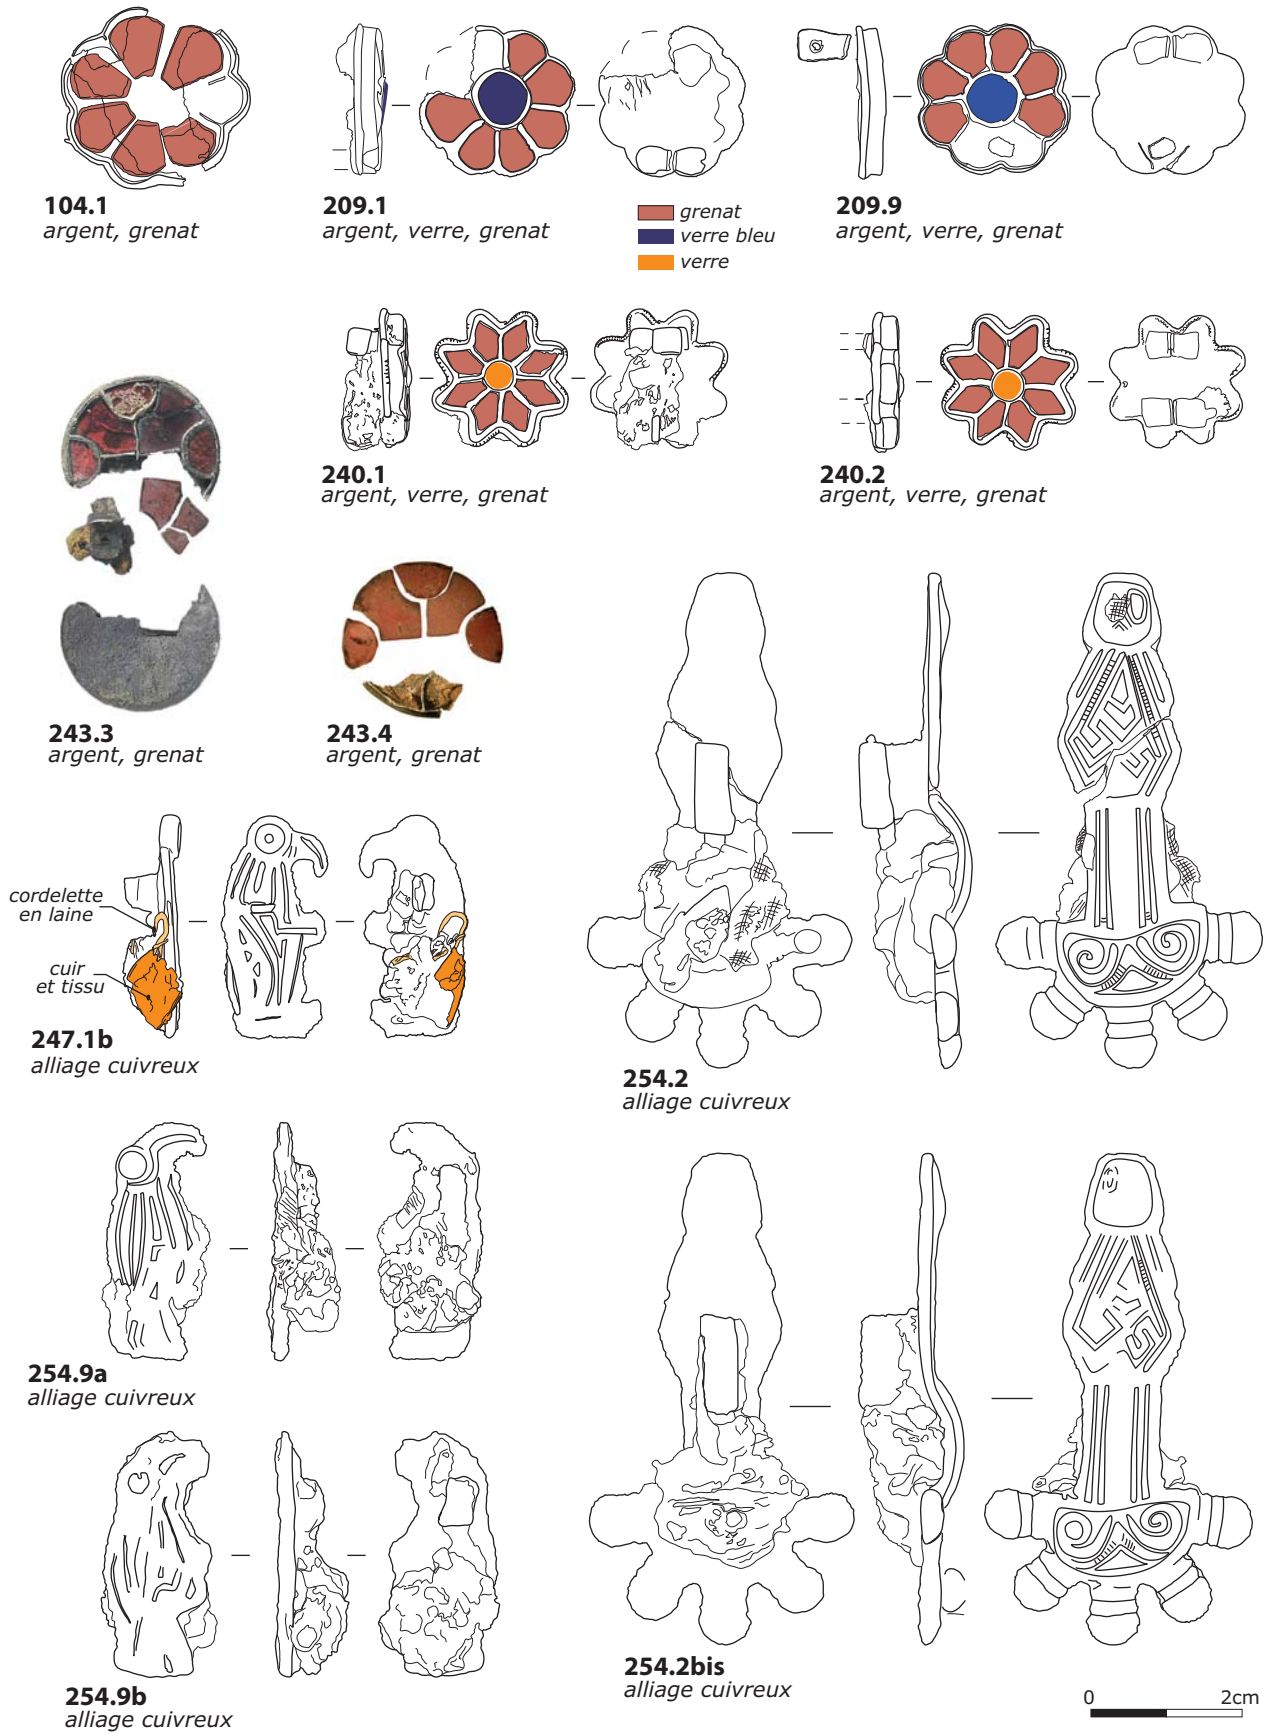 104.1
argent, grenat
209.1
argent, verre, grenat
grenat
verre bleu
verre
209.9
argent, verre, grenat
240.1
argent, verre, grenat
240.2
argent, verre, grenat
243.3
argent, grenat
243.4
argent, grenat
cordelette
en laine
cuir
et tissu
247.1b
alliage cuivreux
254.2
alliage cuivreux
254.9a
alliage cuivreux
254.9b
alliage cuivreux
254.2bis
alliage cuivreux
0 2cm